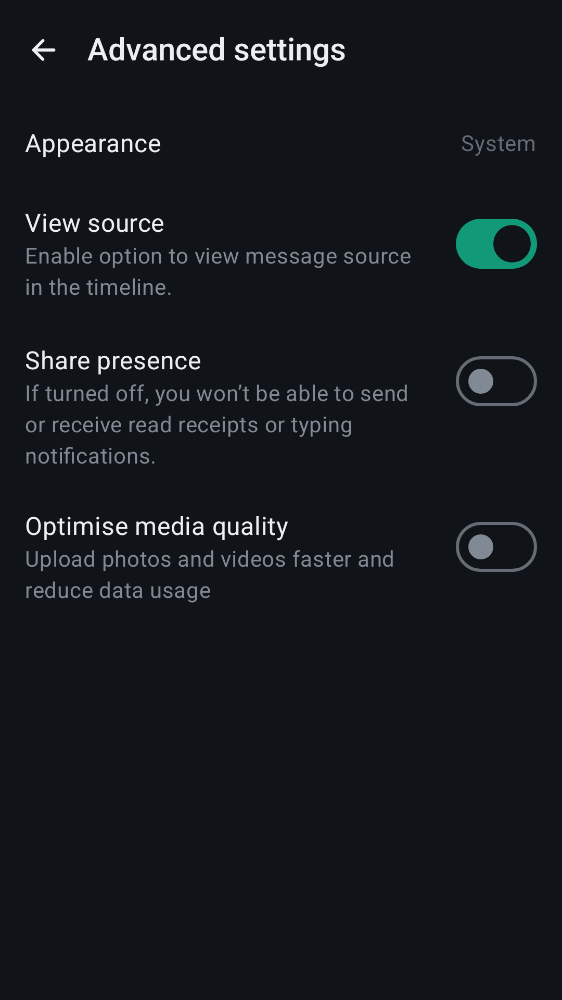 Advanced settings
Appearance
System
View source
Enable option to view message source
in the timeline.
Share presence
If turned off, you won’t be able to send
or receive read receipts or typing
notifications.
Optimise media quality
Upload photos and videos faster and
reduce data usage